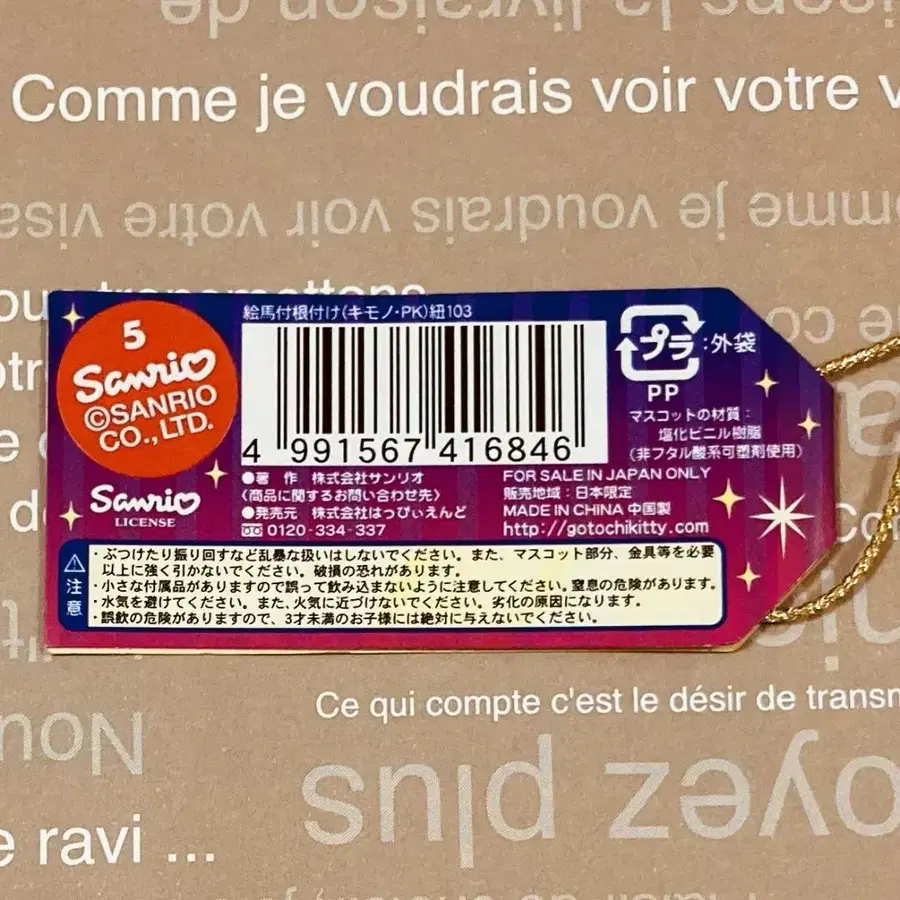 Comme je voudrais voir votre
Comme je voudrais voir votre visa
5
Sanrio
©SANRIO
CO., LTD.
Sanrio
LICENSE
絵馬付根付け(キモノ・PK)紐103
4 991567 416846
●著 作 株式会社サンリオ
〈商品に関するお問い合わせ先〉
●発売元 株式会社はっぴぃえんど
0120-334-337
プラ:外袋
PP
マスコットの材質:
塩化ビニル樹脂
(非フタル酸系可塑剤使用)
FOR SALE IN JAPAN ONLY
販売地域:日本限定
MADE IN CHINA 中国製
http://gotochikitty.com
注意
・ぶつけたり振り回すなど乱暴な扱いはしないでください。また、マスコット部分、金具等を必要
以上に強く引かないでください。破損の恐れがあります。
・小さな付属品がありますので誤って飲み込まないように注意してください。窒息の危険があります。
・水気を避けてください。また、火気に近づけないでください。劣化の原因になります。
・誤飲の危険がありますので、3才未満のお子様には絶対に与えないでください。
Ce qui compte c'est le désir de transm
Nou
oyez plus
e ravi ...